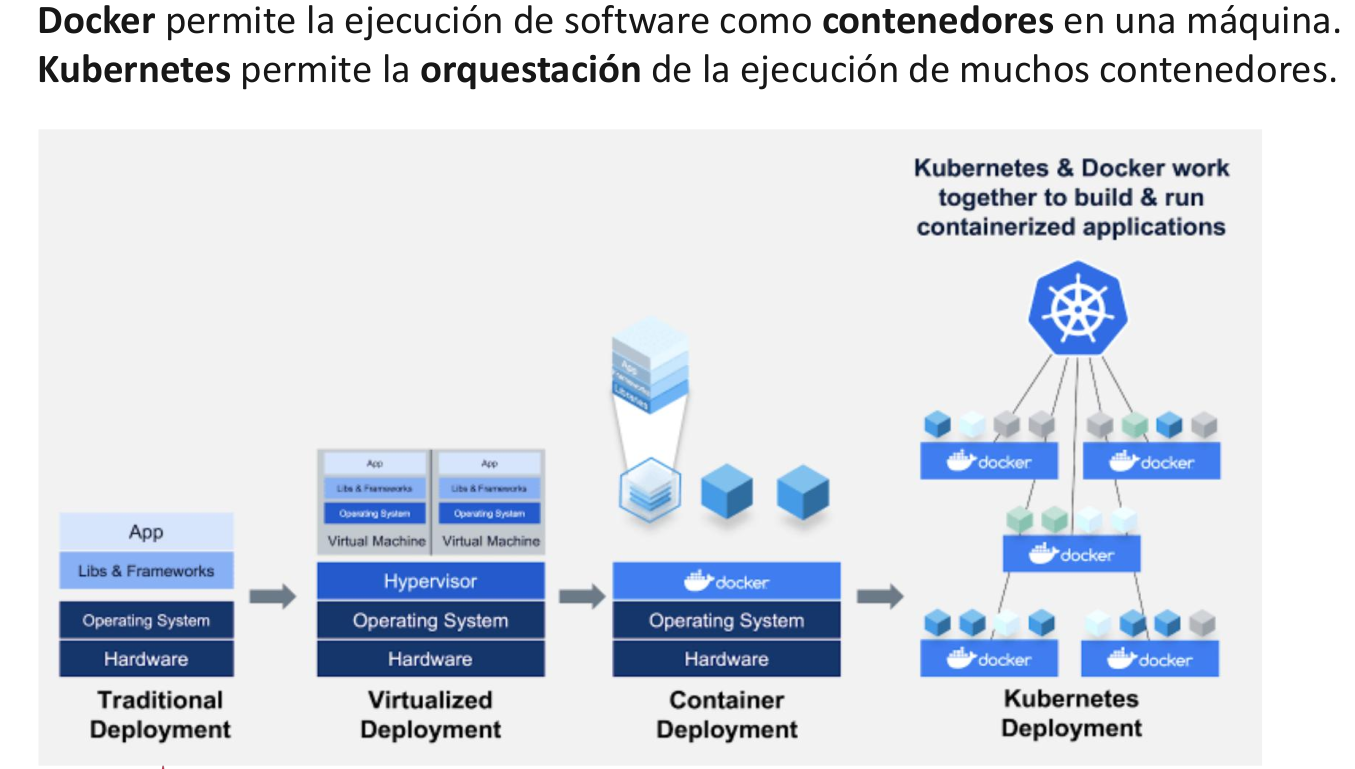 Docker permite la ejecución de software como contenedores en una máquina.
Kubernetes permite la orquestación de la ejecución de muchos contenedores.
Kubernetes & Docker work
together to build & run
containerized applications
App
Libs & Frameworks
Operating System
Hardware
Traditional
Deployment
App
Libs & Frameworks
Operating System
Virtual Machine
App
Libs & Frameworks
Operating System
Virtual Machine
Hypervisor
Operating System
Hardware
Virtualized
Deployment
App
docker
Operating System
Hardware
Container
Deployment
docker
docker
docker
docker
docker
Kubernetes
Deployment